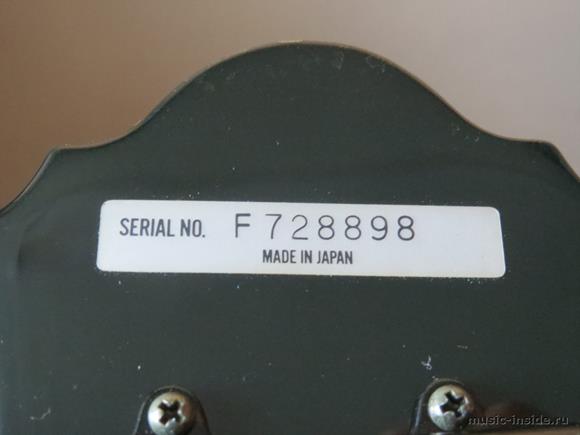 SERIAL NO. F728898
MADE IN JAPAN
music-inside.ru